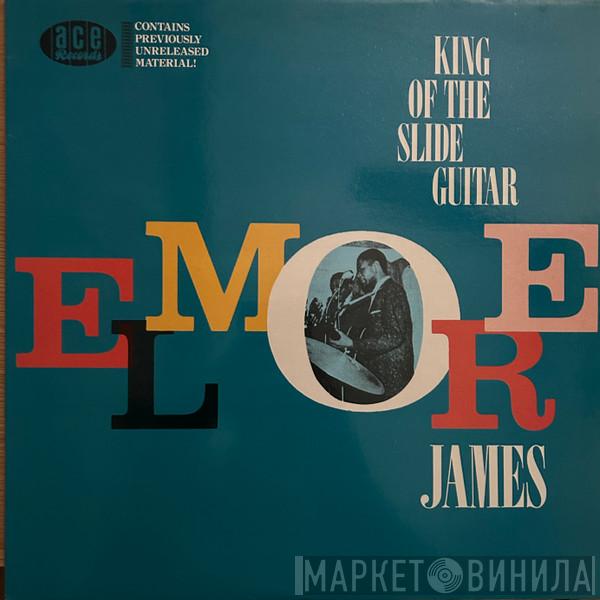 ace
Records
CONTAINS
PREVIOUSLY
UNRELEASED
MATERIAL!
KING
OF THE
SLIDE
GUITAR
ELMORE
JAMES
МАРКЕТ ВИНИЛА